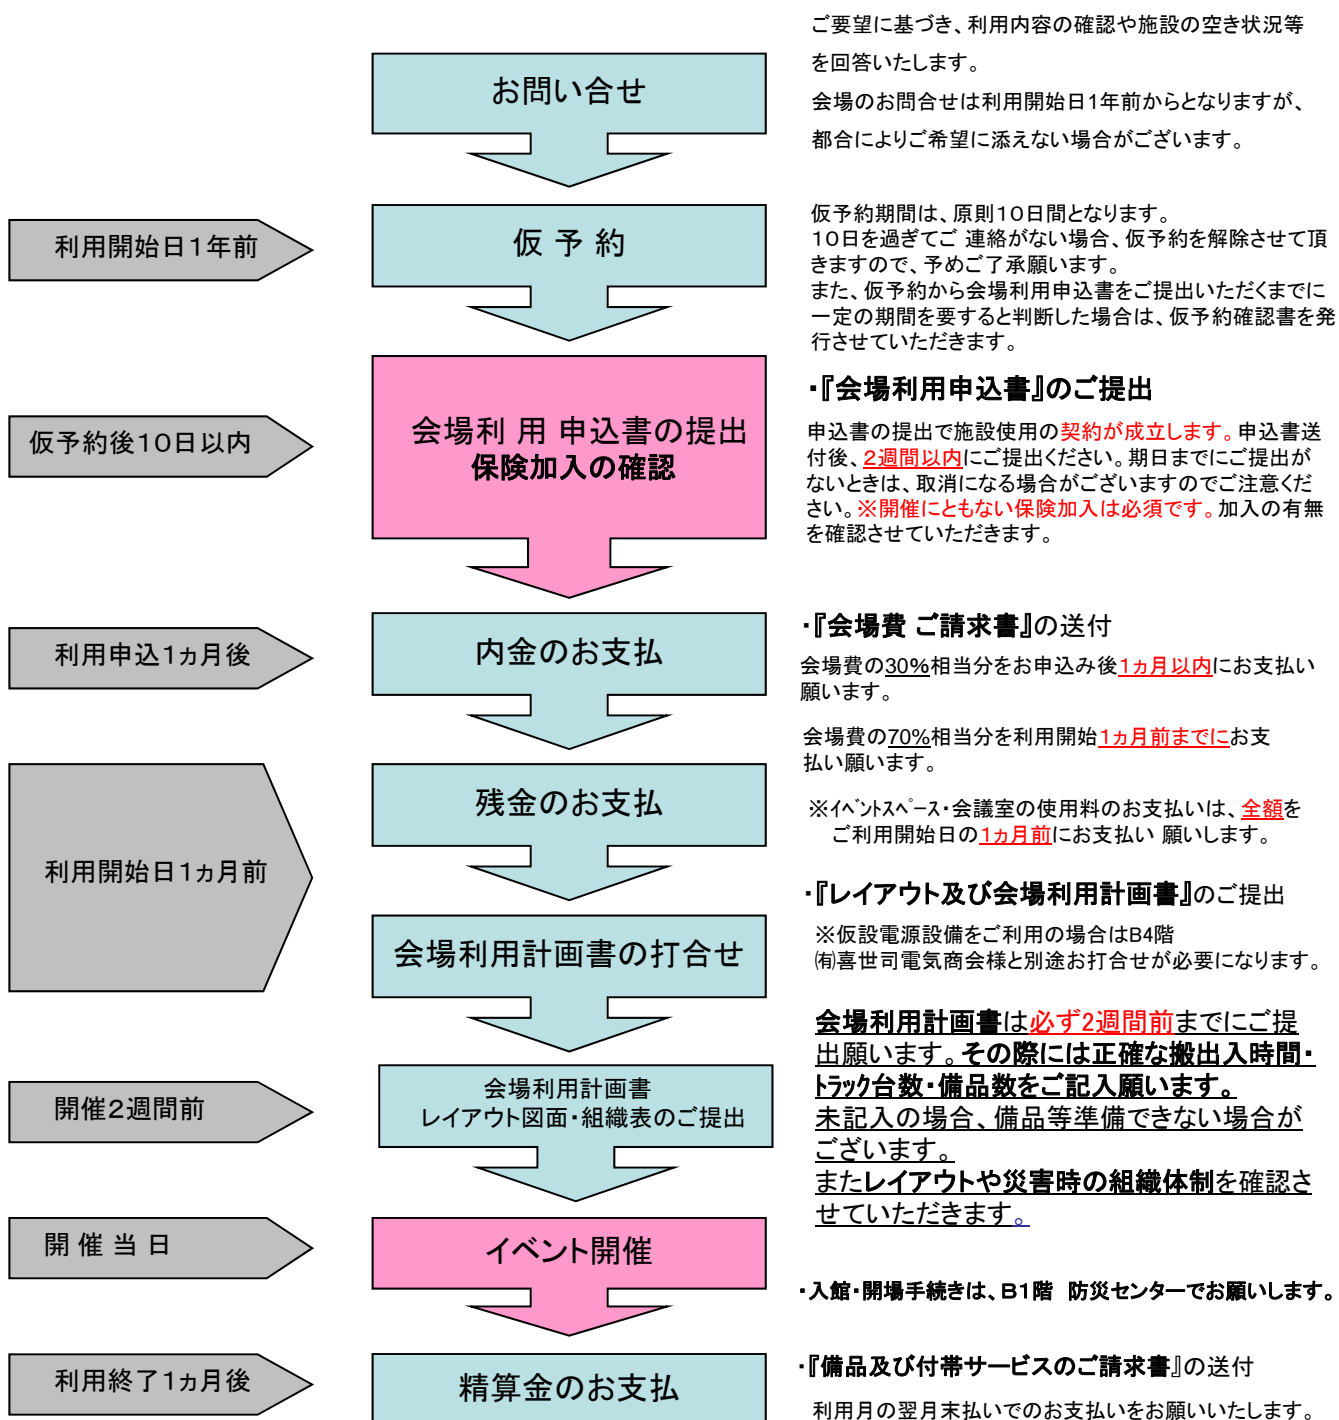 ご要望に基づき、利用内容の確認や施設の空き状況等
を回答いたします。
会場のお問合せは利用開始日1年前からとなりますが、
都合によりご希望に添えない場合がございます。
お問い合せ
利用開始日1年前
仮 予 約
仮予約期間は、原則10日間となります。
10日を過ぎてご 連絡がない場合、仮予約を解除させて頂
きますので、予めご了承願います。
また、仮予約から会場利用申込書をご提出いただくまでに
一定の期間を要すると判断した場合は、仮予約確認書を発
行させていただきます。
仮予約後10日以内
会場利 用 申込書の提出
保険加入の確認
・『会場利用申込書』のご提出
申込書の提出で施設使用の契約が成立します。申込書送
付後、2週間以内にご提出ください。期日までにご提出が
ないときは、取消になる場合がございますのでご注意くだ
さい。※開催にともない保険加入は必須です。加入の有無
を確認させていただきます。
利用申込1ヵ月後
内金のお支払
・『会場費 ご請求書』の送付
会場費の30%相当分をお申込み後1ヵ月以内にお支払い
願います。
会場費の70%相当分を利用開始1ヵ月前までにお支
払い願います。
利用開始日1ヵ月前
残金のお支払
※ｲﾍﾞﾝﾄｽﾍﾟｰｽ・会議室の使用料のお支払いは、全額を
ご利用開始日の1ヵ月前にお支払い 願いします。
会場利用計画書の打合せ
・『レイアウト及び会場利用計画書』のご提出
※仮設電源設備をご利用の場合はB4階
㈲喜世司電気商会様と別途お打合せが必要になります。
開催2週間前
会場利用計画書
レイアウト図面・組織表のご提出
会場利用計画書は必ず2週間前までにご提
出願います。その際には正確な搬出入時間・
ﾄﾗｯｸ台数・備品数をご記入願います。
未記入の場合、備品等準備できない場合が
ございます。
またレイアウトや災害時の組織体制を確認さ
せていただきます。
開 催 当 日
イベント開催
・入館・開場手続きは、B1階　防災センターでお願いします。
利用終了1ヵ月後
精算金のお支払
・『備品及び付帯サービスのご請求書』の送付
利用月の翌月末払いでのお支払いをお願いいたします。